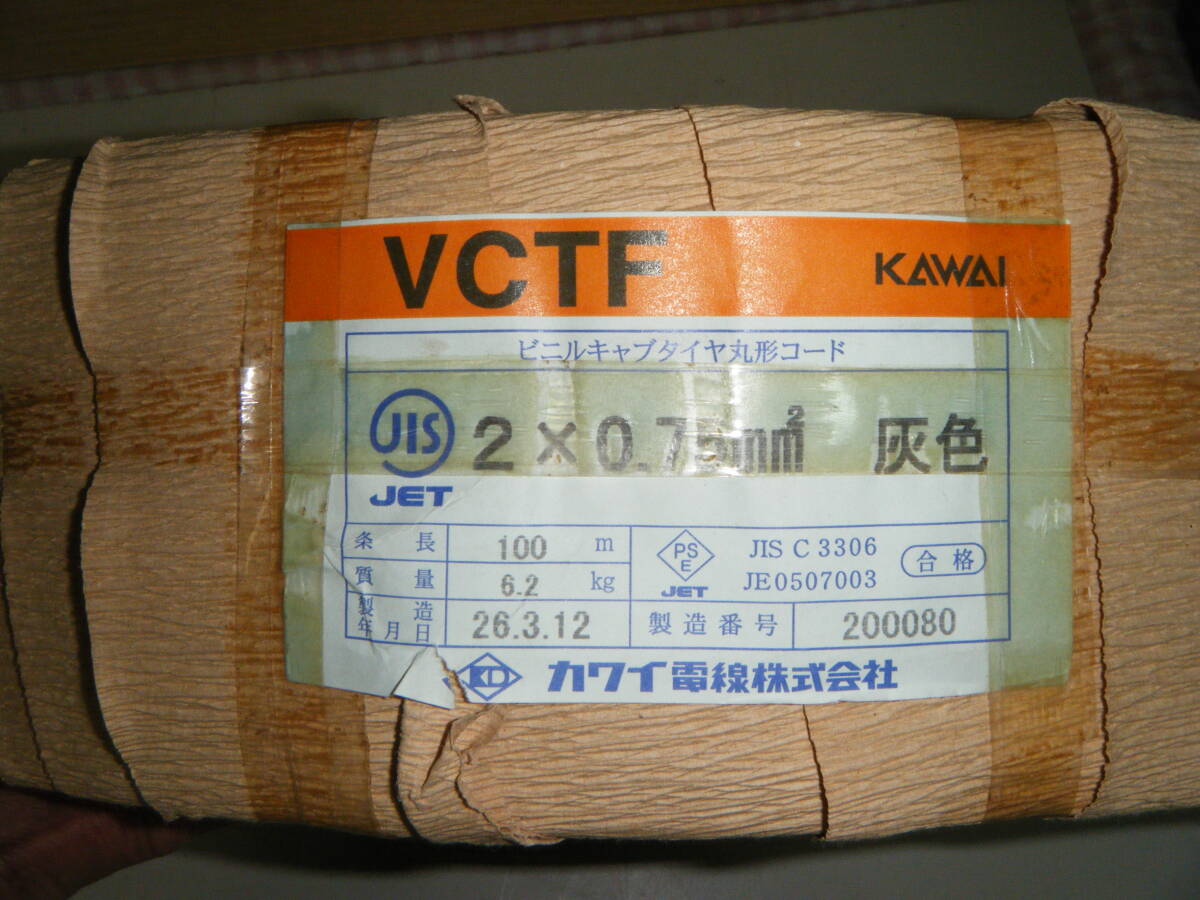 VCTF KAWAI
ビニルキャブタイヤ丸形コード
JIS 2×0.75mm² 灰色
JET
条長 100 m
質量 6.2 kg
製造年月日 26.3.12
PSE JET
JIS C 3306
JE0507003
合格
製造番号 200080
KD カワイ電線株式会社